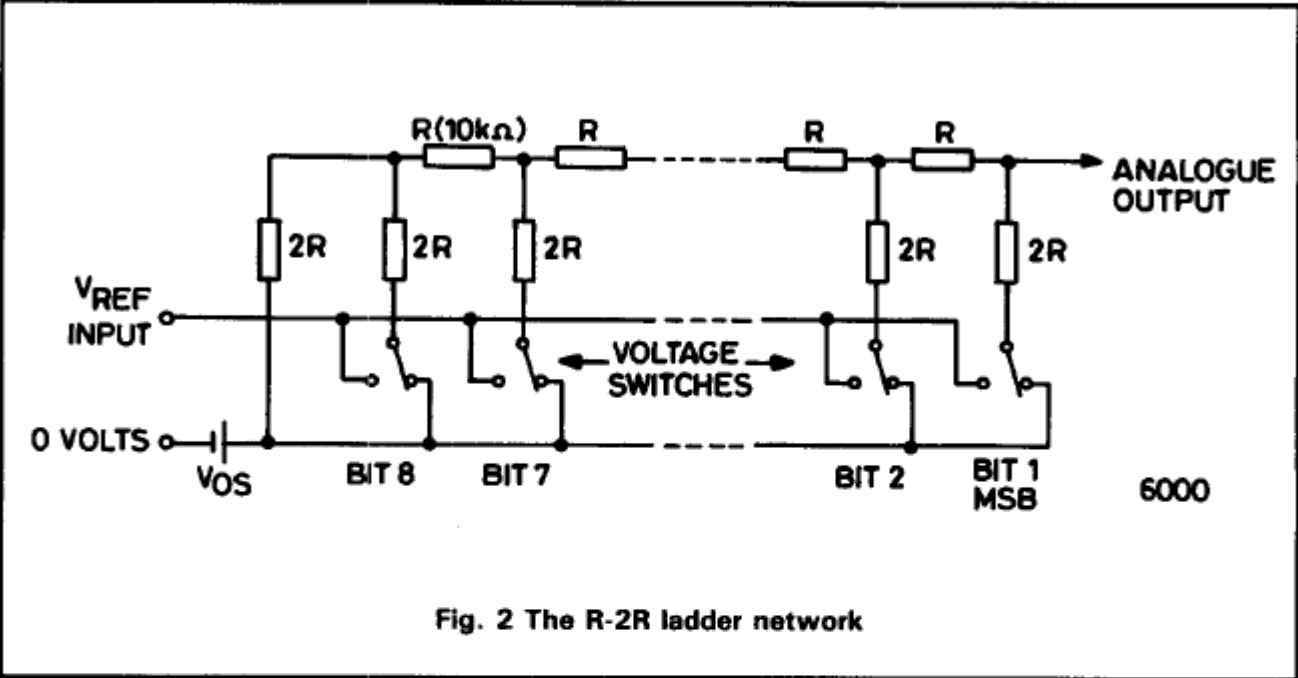 R(10kΩ)
R
R
R
ANALOGUE
OUTPUT
2R
2R
2R
2R
2R
VREF
INPUT
VOLTAGE
SWITCHES
0 VOLTS
VOS
BIT 8
BIT 7
BIT 2
BIT 1
MSB
6000
Fig. 2 The R-2R ladder network